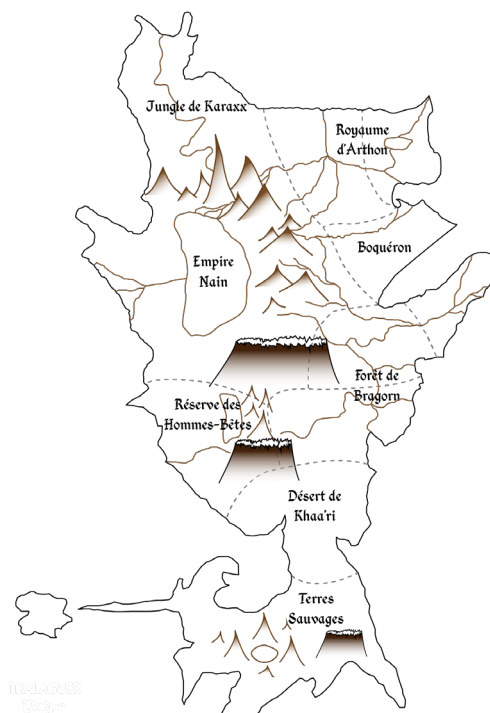 Jungle de Karaxx
Royaume
d'Arthon
Boquéron
Empire
Nain
Forêt de
Bragorn
Réserve des
Hommes-Bêtes
Désert de
Khaa'ri
Terres
Sauvages